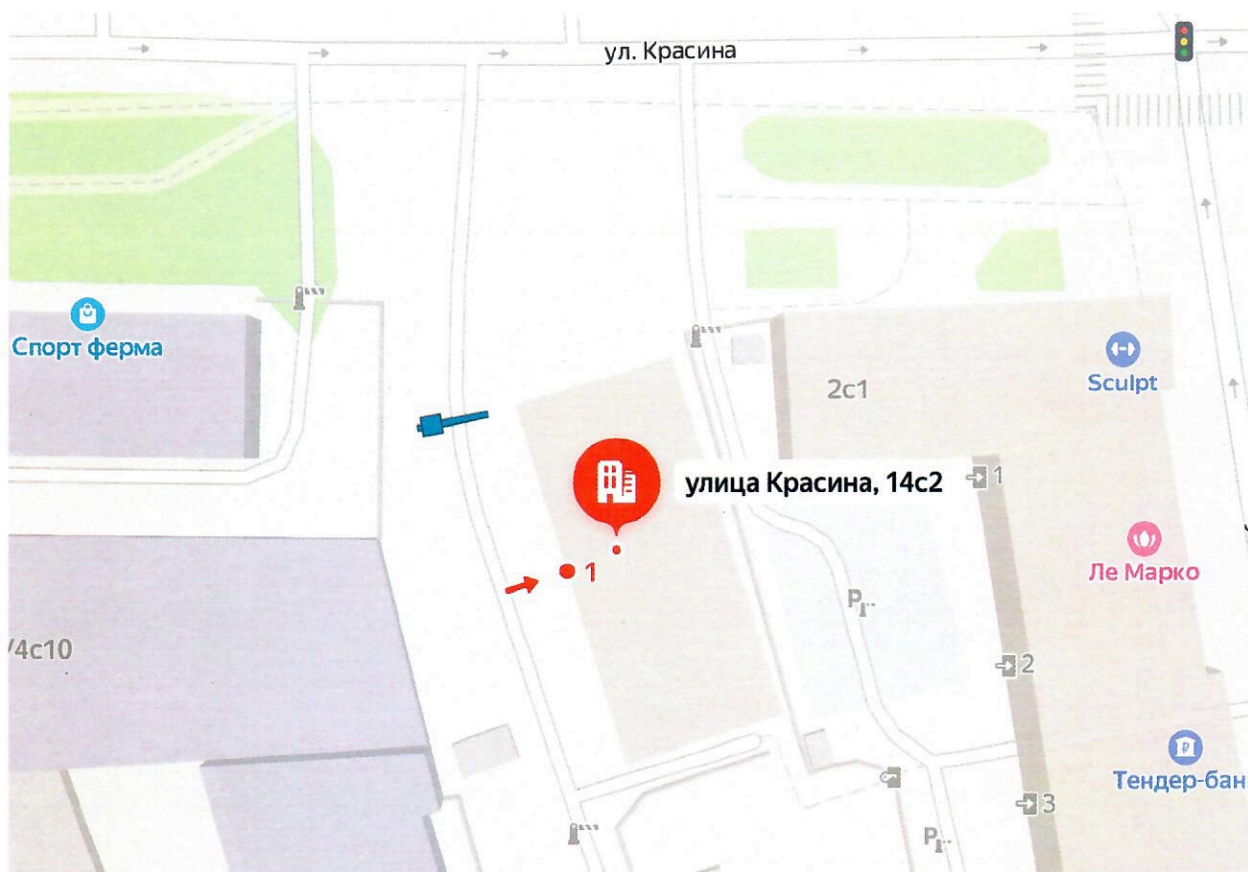 ул. Красина
Спорт ферма
2с1
Sculpt
улица Красина, 14с2
1
1
Ле Марко
P
/4с10
2
Тендер-бан
3
P